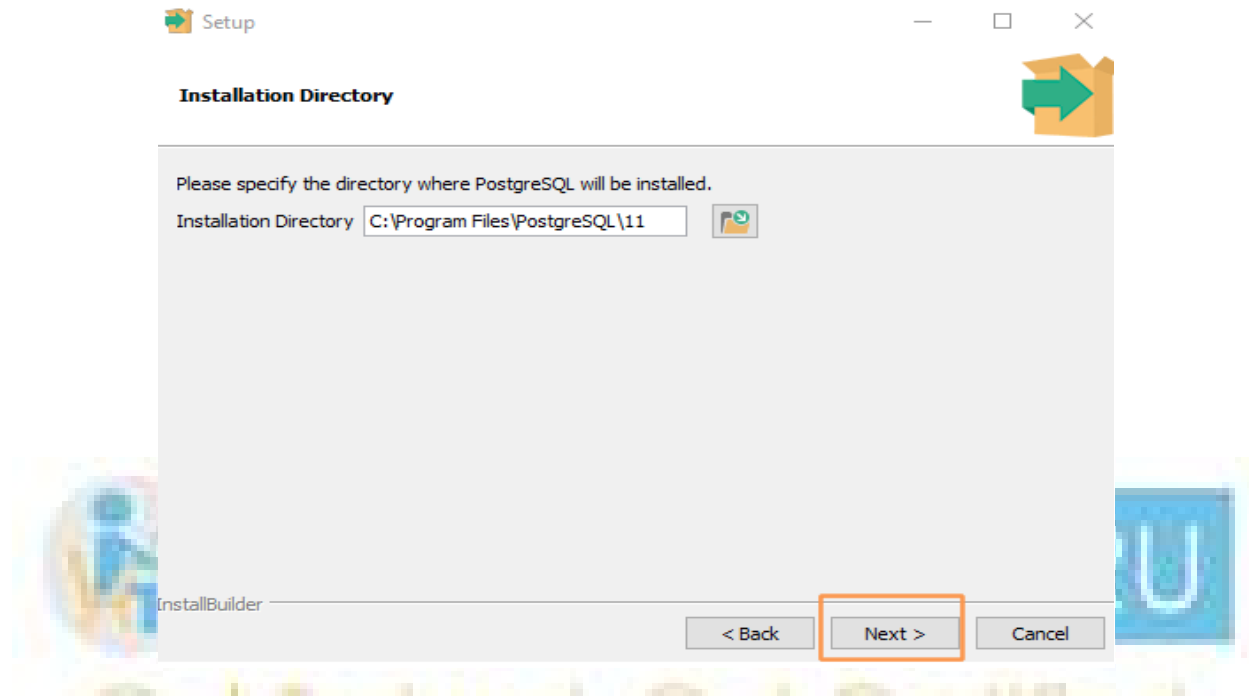 Setup
Installation Directory
Please specify the directory where PostgreSQL will be installed.
Installation Directory C:\Program Files\PostgreSQL\11
InstallBuilder
< Back Next > Cancel
U